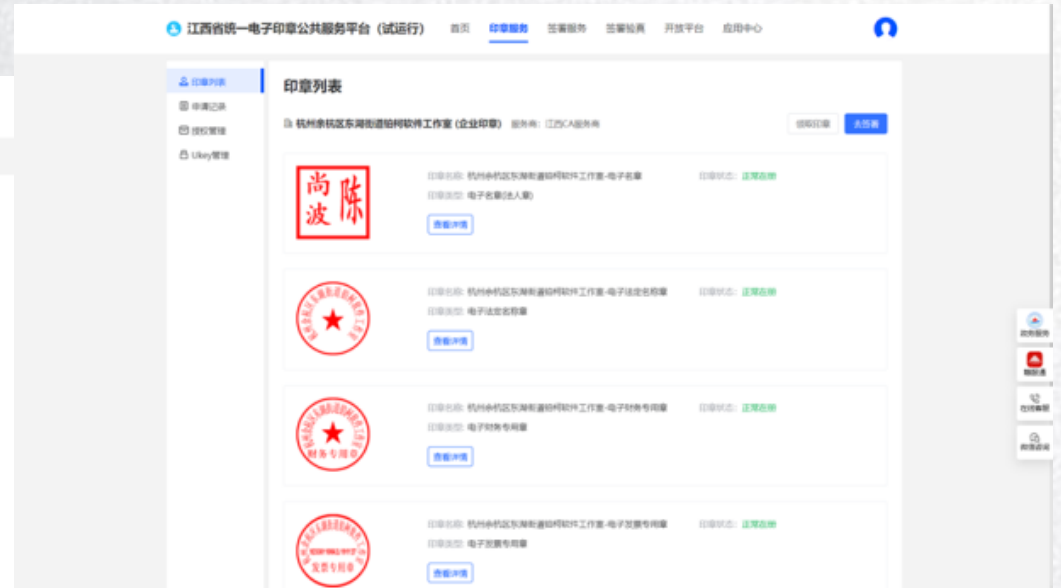 江西省统一电子印章公共服务平台（试运行）
首页 印章服务 签署服务 签署验真 开放平台 应用中心
印章列表
申请记录
授权管理
Ukey管理
印章列表
杭州余杭区东湖街道铂柯软件工作室 (企业印章) 服务商：江西CA服务商
领取印章 去签署
尚波 陈
印章名称: 杭州余杭区东湖街道铂柯软件工作室-电子名章 印章状态: 正常在册
印章类型: 电子名章(法人章)
查看详情
印章名称: 杭州余杭区东湖街道铂柯软件工作室-电子法定名称章 印章状态: 正常在册
印章类型: 电子法定名称章
查看详情
财务专用章
印章名称: 杭州余杭区东湖街道铂柯软件工作室-电子财务专用章 印章状态: 正常在册
印章类型: 电子财务专用章
查看详情
发票专用章
印章名称: 杭州余杭区东湖街道铂柯软件工作室-电子发票专用章 印章状态: 正常在册
印章类型: 电子发票专用章
查看详情
政务服务
赣服通
在线客服